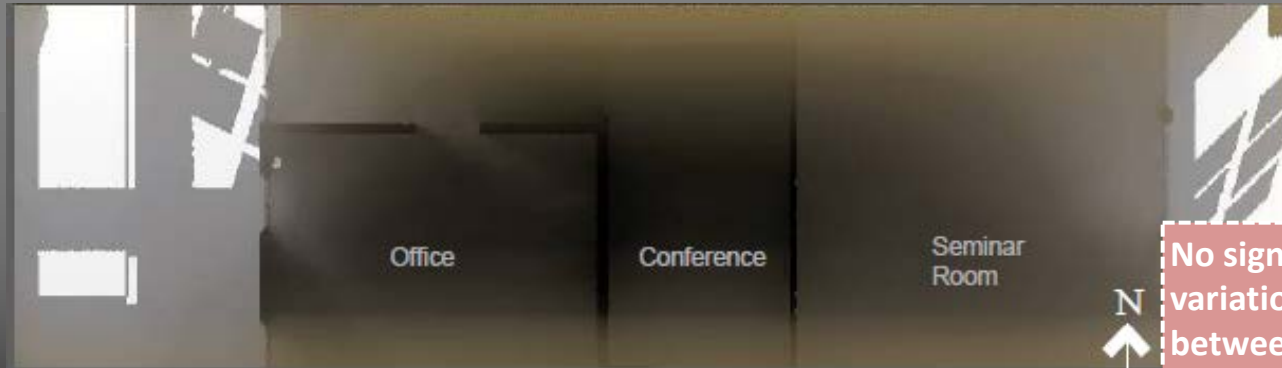 Office
Conference
Seminar
Room
N
No sign
variatio
betwee